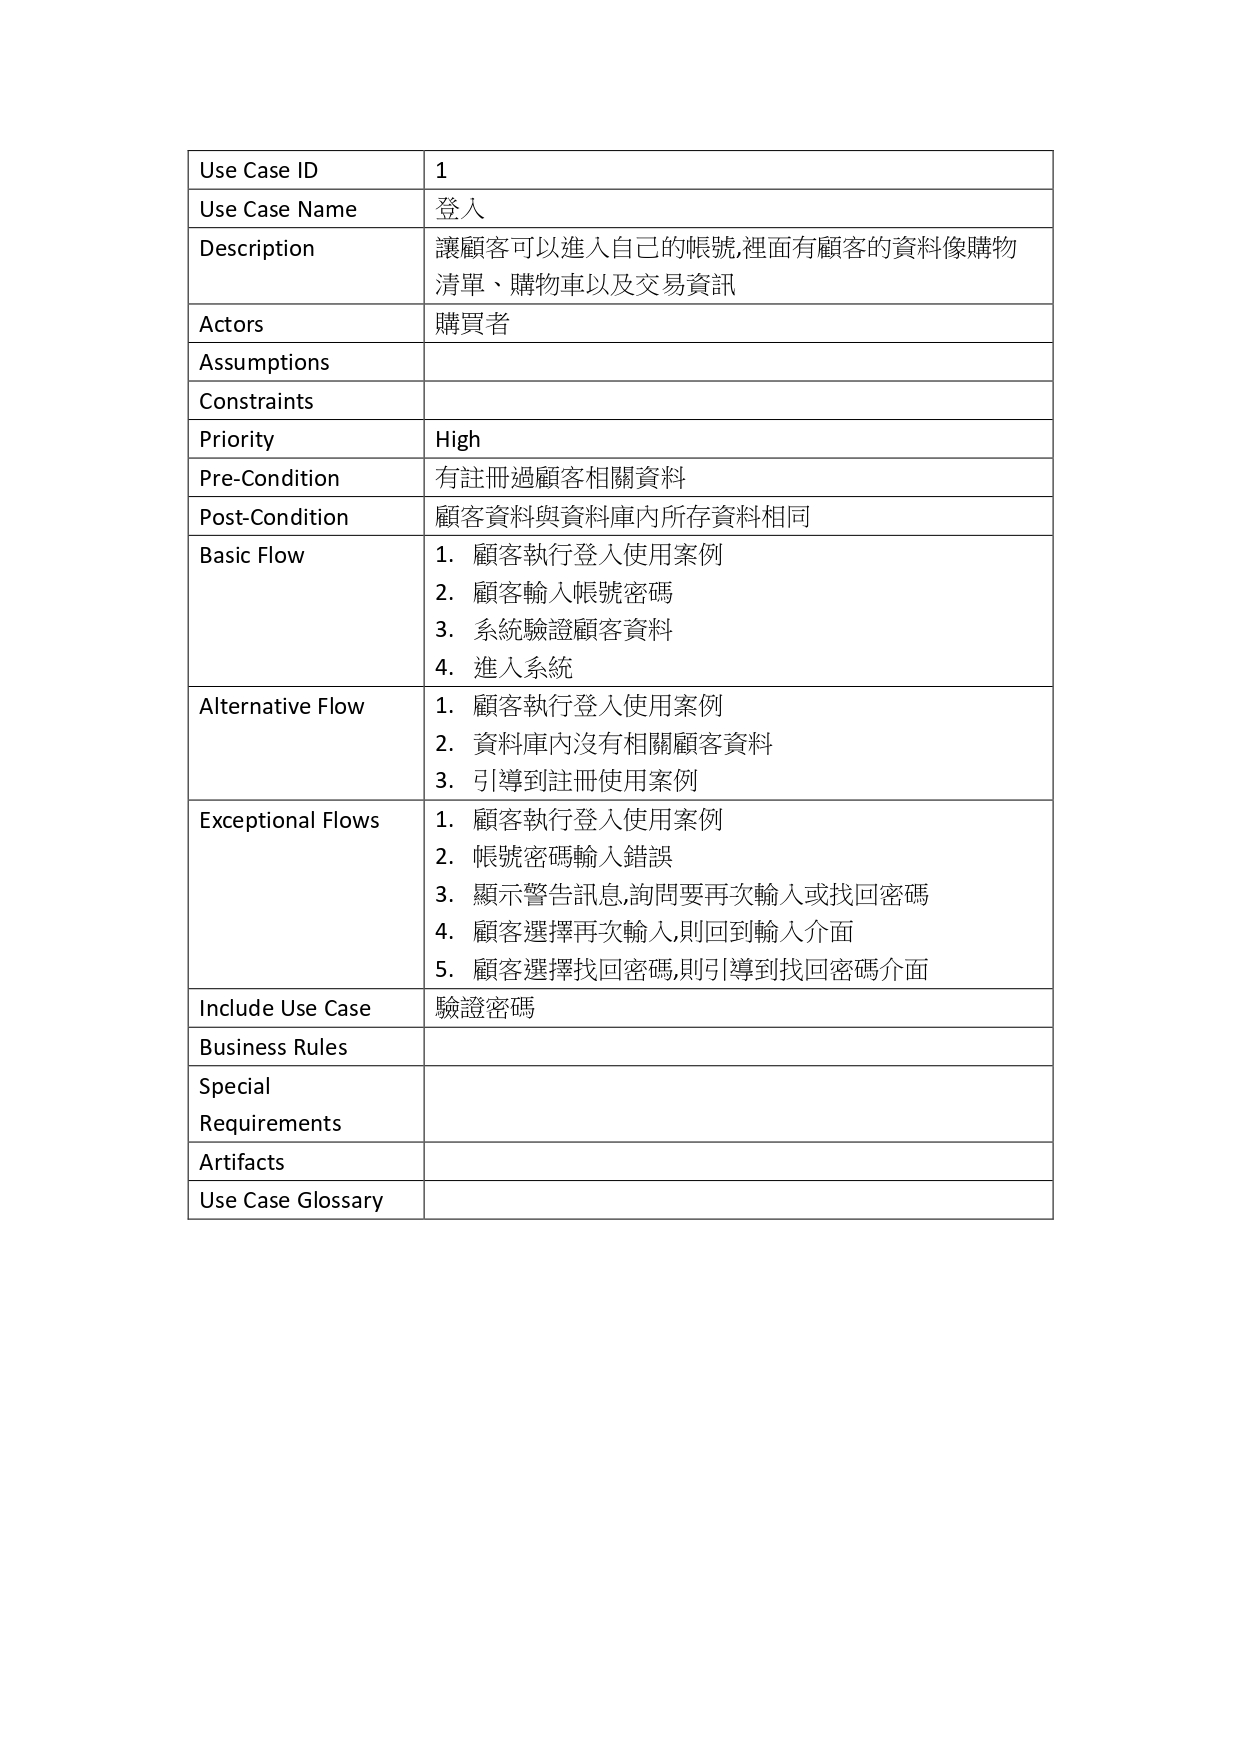 Use Case ID 1
Use Case Name 登入
Description 讓顧客可以進入自己的帳號,裡面有顧客的資料像購物
清單、購物車以及交易資訊
Actors 購買者
Assumptions
Constraints
Priority High
Pre-Condition 有註冊過顧客相關資料
Post-Condition 顧客資料與資料庫內所存資料相同
Basic Flow 1. 顧客執行登入使用案例
2. 顧客輸入帳號密碼
3. 系統驗證顧客資料
4. 進入系統
Alternative Flow 1. 顧客執行登入使用案例
2. 資料庫內沒有相關顧客資料
3. 引導到註冊使用案例
Exceptional Flows 1. 顧客執行登入使用案例
2. 帳號密碼輸入錯誤
3. 顯示警告訊息,詢問要再次輸入或找回密碼
4. 顧客選擇再次輸入,則回到輸入介面
5. 顧客選擇找回密碼,則引導到找回密碼介面
Include Use Case 驗證密碼
Business Rules
Special
Requirements
Artifacts
Use Case Glossary